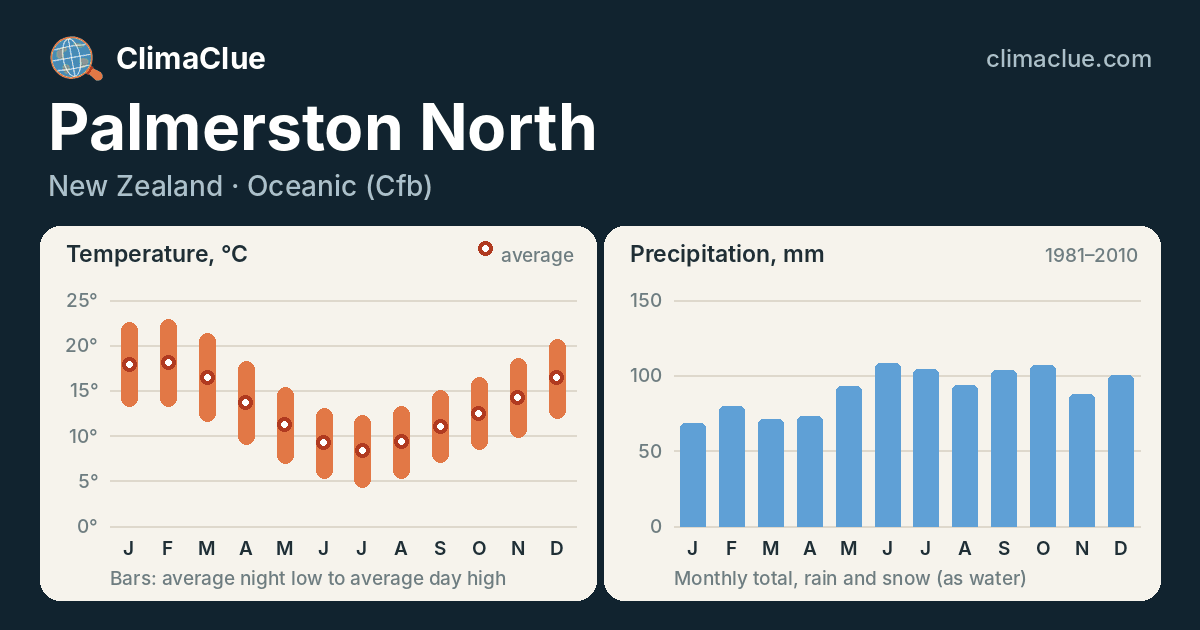 ClimaClue
climaclue.com
Palmerston North
New Zealand · Oceanic (Cfb)
Temperature, °C
average
25°
20°
15°
10°
5°
0°
J F M A M J J A S O N D
Bars: average night low to average day high
Precipitation, mm
1981–2010
150
100
50
0
J F M A M J J A S O N D
Monthly total, rain and snow (as water)